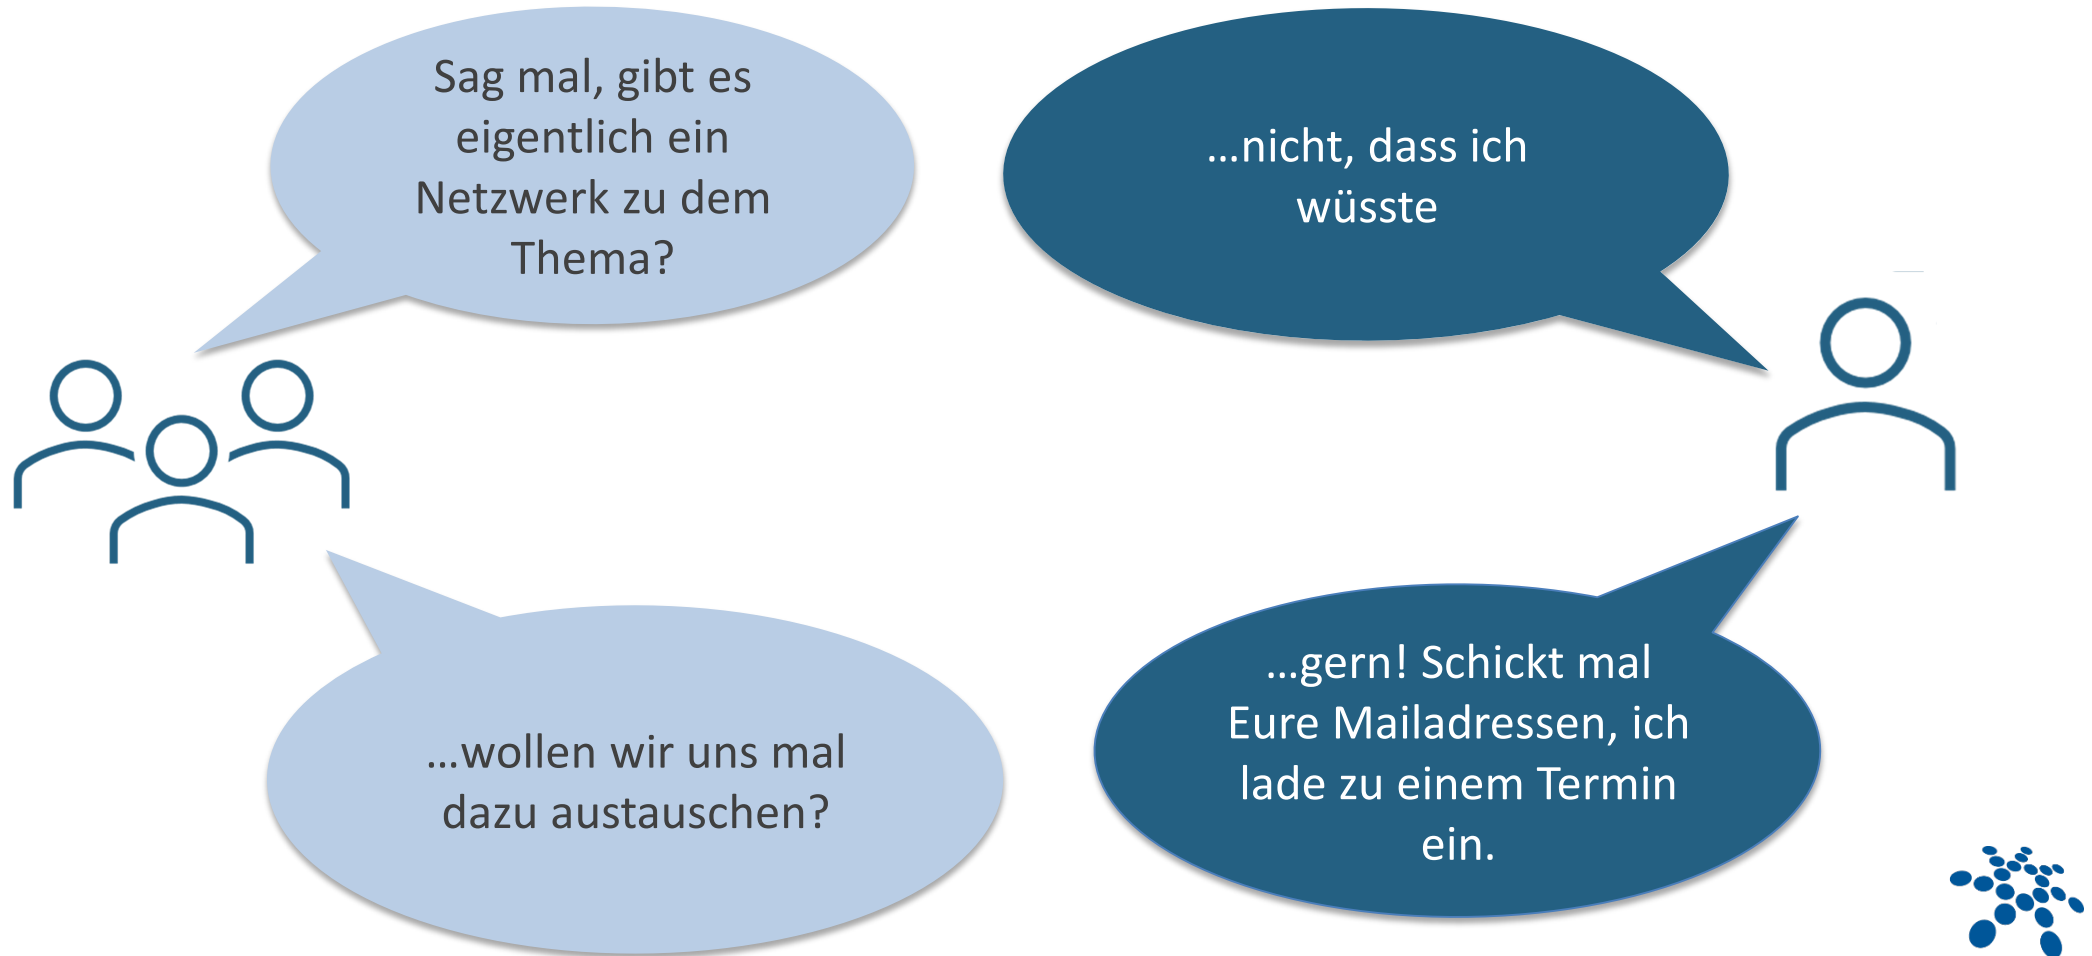 Sag mal, gibt es
eigentlich ein
Netzwerk zu dem
Thema?
…nicht, dass ich
wüsste
…wollen wir uns mal
dazu austauschen?
…gern! Schickt mal
Eure Mailadressen, ich
lade zu einem Termin
ein.